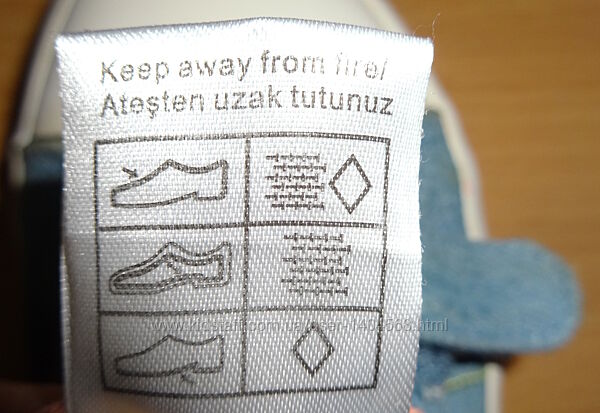 Keep away from fire!
Ateşten uzak tutunuz